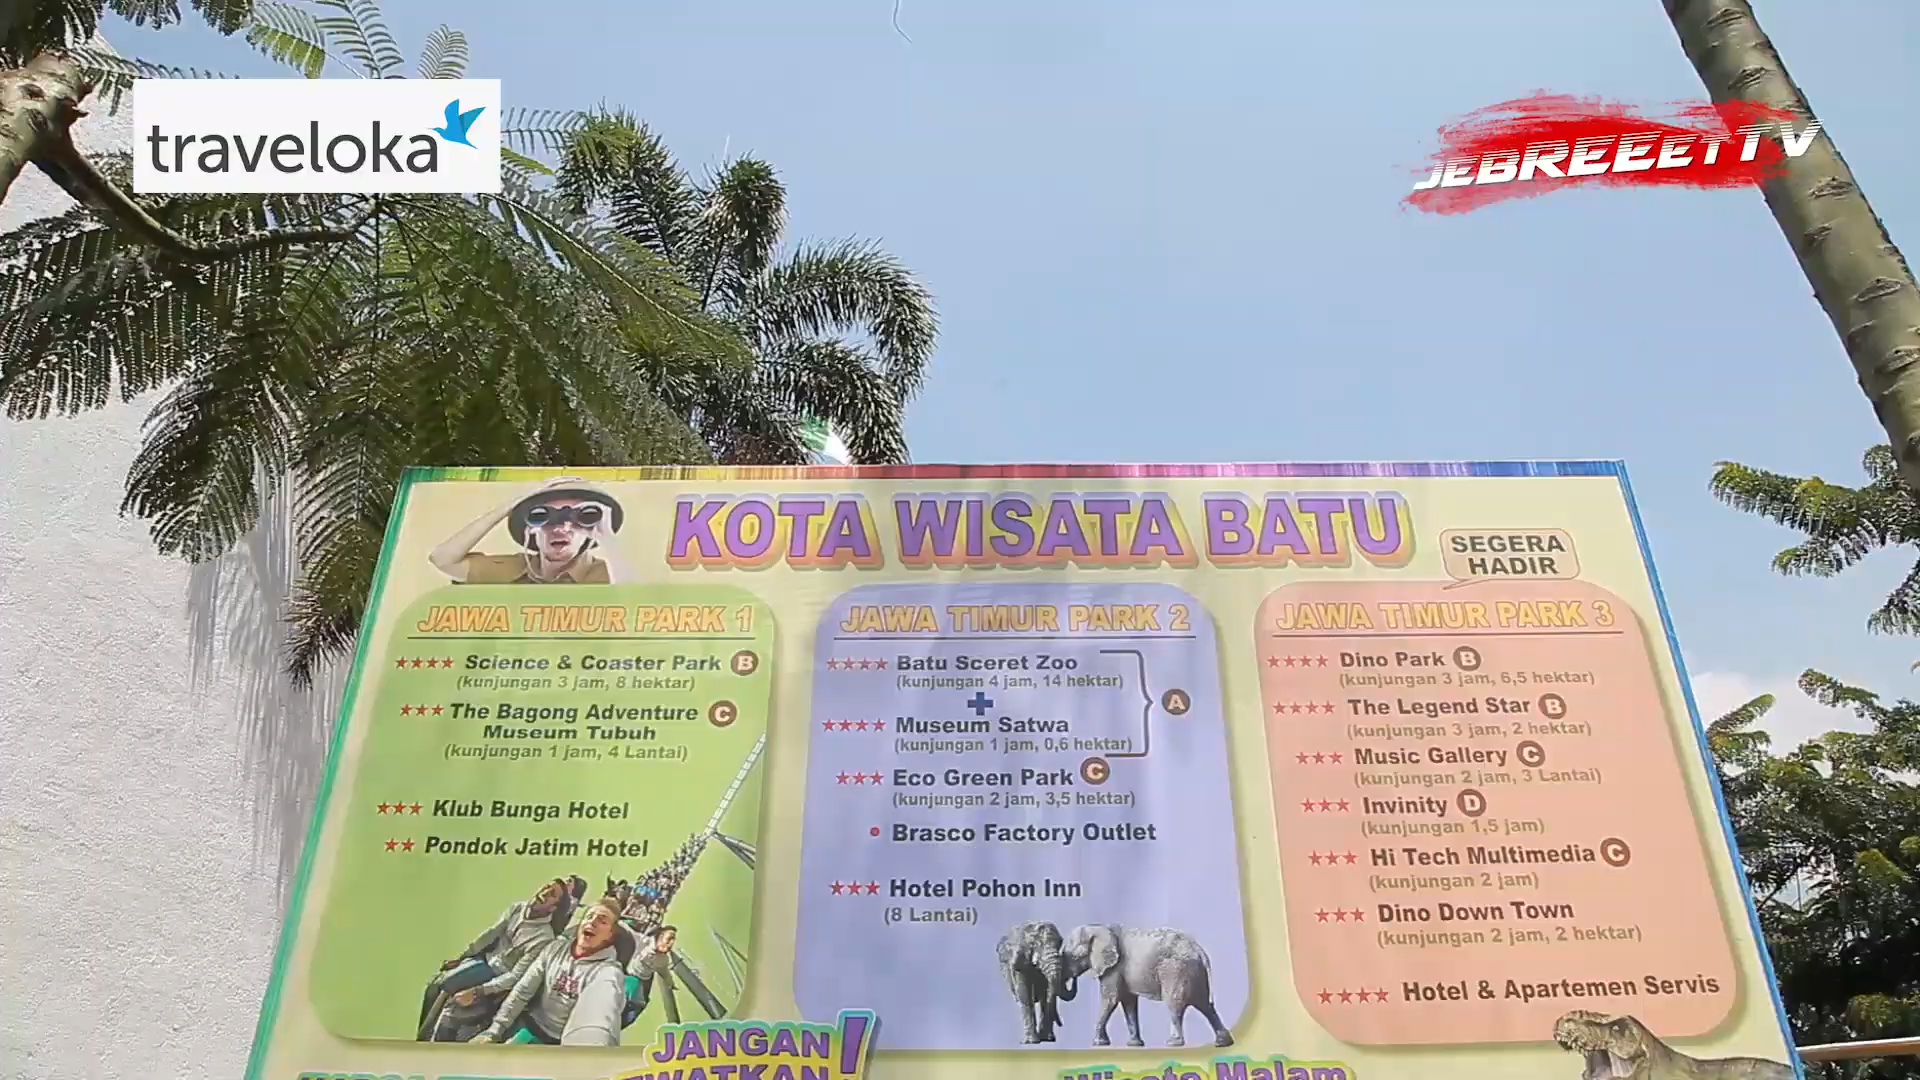 traveloka
JEBREEETTV
KOTA WISATA BATU
SEGERA
HADIR
JAWA TIMUR PARK 1
★★★★ Science & Coaster Park B
(kunjungan 3 jam, 8 hektar)
★★★ The Bagong Adventure C
Museum Tubuh
(kunjungan 1 jam, 4 Lantai)
★★★ Klub Bunga Hotel
★★ Pondok Jatim Hotel
JAWA TIMUR PARK 2
★★★★ Batu Sceret Zoo
(kunjungan 4 jam, 14 hektar)
+
A
★★★★ Museum Satwa
(kunjungan 1 jam, 0,6 hektar)
★★★ Eco Green Park C
(kunjungan 2 jam, 3,5 hektar)
• Brasco Factory Outlet
★★★ Hotel Pohon Inn
(8 Lantai)
JAWA TIMUR PARK 3
★★★★ Dino Park B
(kunjungan 3 jam, 6,5 hektar)
★★★★ The Legend Star B
(kunjungan 3 jam, 2 hektar)
★★★ Music Gallery C
(kunjungan 2 jam, 3 Lantai)
★★★ Invinity D
(kunjungan 1,5 jam)
★★★ Hi Tech Multimedia C
(kunjungan 2 jam)
★★★ Dino Down Town
(kunjungan 2 jam, 2 hektar)
★★★★ Hotel & Apartemen Servis
JANGAN !
Wisata Malam